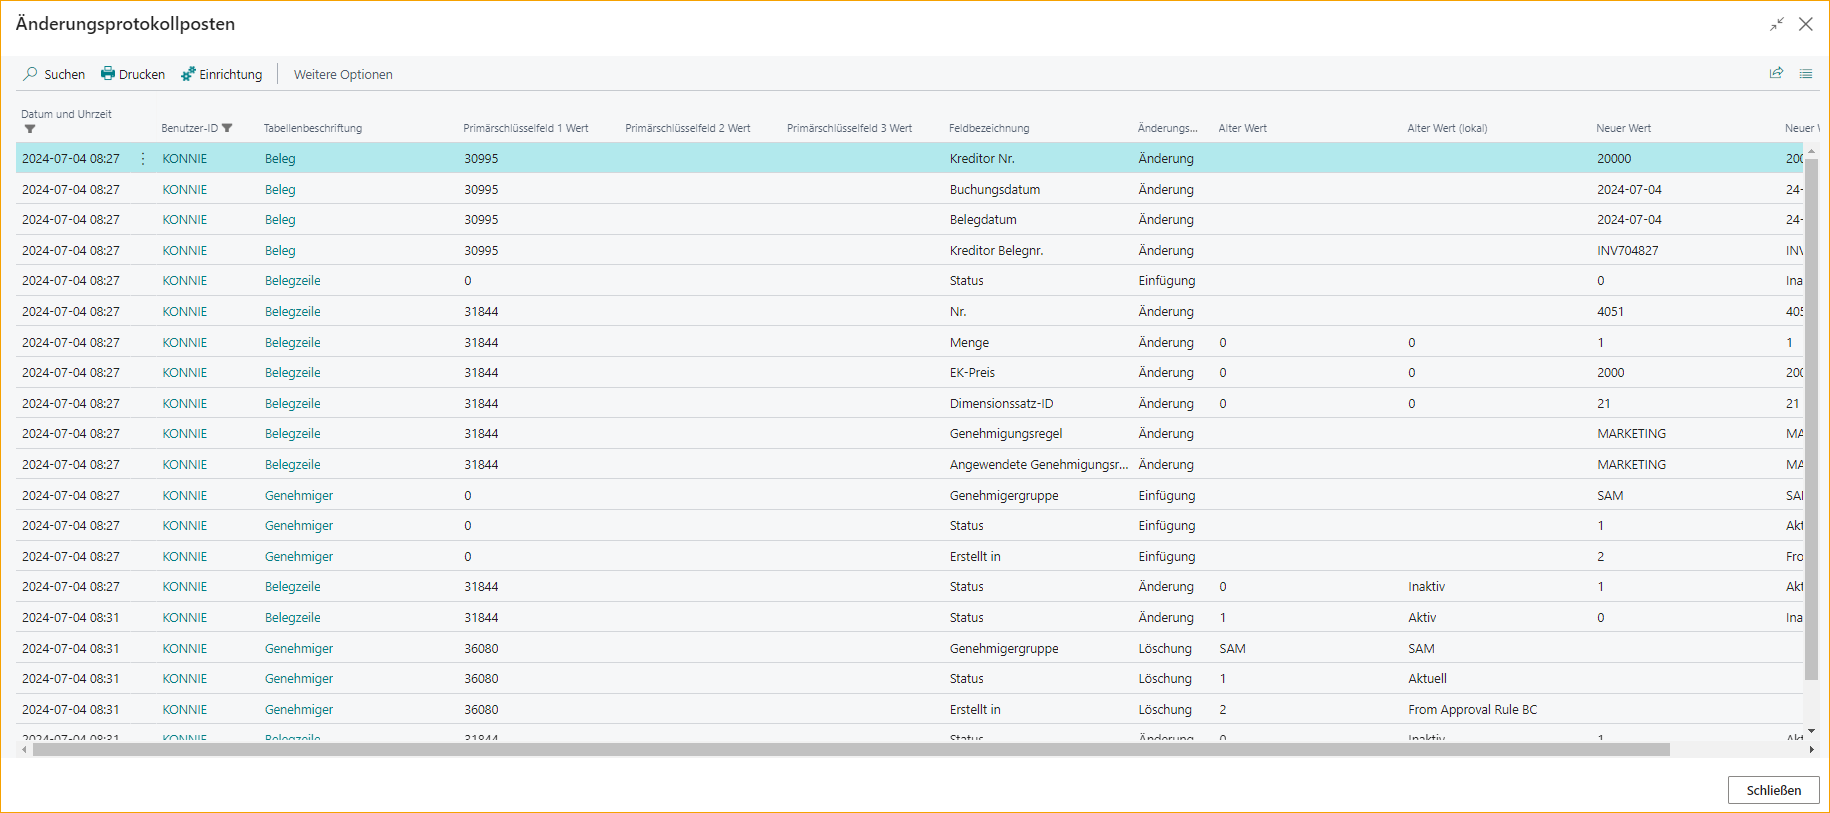 Änderungsprotokollposten
Suchen Drucken Einrichtung Weitere Optionen
Datum und Uhrzeit Benutzer-ID Tabellenbeschriftung Primärschlüsselfeld 1 Wert Primärschlüsselfeld 2 Wert Primärschlüsselfeld 3 Wert Feldbezeichnung Änderungs... Alter Wert Alter Wert (lokal) Neuer Wert Neuer
2024-07-04 08:27 KONNIE Beleg 30995 Kreditor Nr. Änderung 20000 200
2024-07-04 08:27 KONNIE Beleg 30995 Buchungsdatum Änderung 2024-07-04 24-
2024-07-04 08:27 KONNIE Beleg 30995 Belegdatum Änderung 2024-07-04 24-
2024-07-04 08:27 KONNIE Beleg 30995 Kreditor Belegnr. Änderung INV704827 INV
2024-07-04 08:27 KONNIE Belegzeile 0 Status Einfügung 0 Ina
2024-07-04 08:27 KONNIE Belegzeile 31844 Nr. Änderung 4051 405
2024-07-04 08:27 KONNIE Belegzeile 31844 Menge Änderung 0 0 1 1
2024-07-04 08:27 KONNIE Belegzeile 31844 EK-Preis Änderung 0 0 2000 200
2024-07-04 08:27 KONNIE Belegzeile 31844 Dimensionssatz-ID Änderung 0 0 21 21
2024-07-04 08:27 KONNIE Belegzeile 31844 Genehmigungsregel Änderung MARKETING MA
2024-07-04 08:27 KONNIE Belegzeile 31844 Angewendete Genehmigungsr... Änderung MARKETING MA
2024-07-04 08:27 KONNIE Genehmiger 0 Genehmigergruppe Einfügung SAM SA
2024-07-04 08:27 KONNIE Genehmiger 0 Status Einfügung 1 Akt
2024-07-04 08:27 KONNIE Genehmiger 0 Erstellt in Einfügung 2 Fro
2024-07-04 08:27 KONNIE Belegzeile 31844 Status Änderung 0 Inaktiv 1 Akt
2024-07-04 08:31 KONNIE Belegzeile 31844 Status Änderung 1 Aktiv 0 Ina
2024-07-04 08:31 KONNIE Genehmiger 36080 Genehmigergruppe Löschung SAM SAM
2024-07-04 08:31 KONNIE Genehmiger 36080 Status Löschung 1 Aktuell
2024-07-04 08:31 KONNIE Genehmiger 36080 Erstellt in Löschung 2 From Approval Rule BC
2024-07-04 08:31 KONNIE Belegzeile 31844 Status Änderung 0 Inaktiv 1 Akt
Schließen